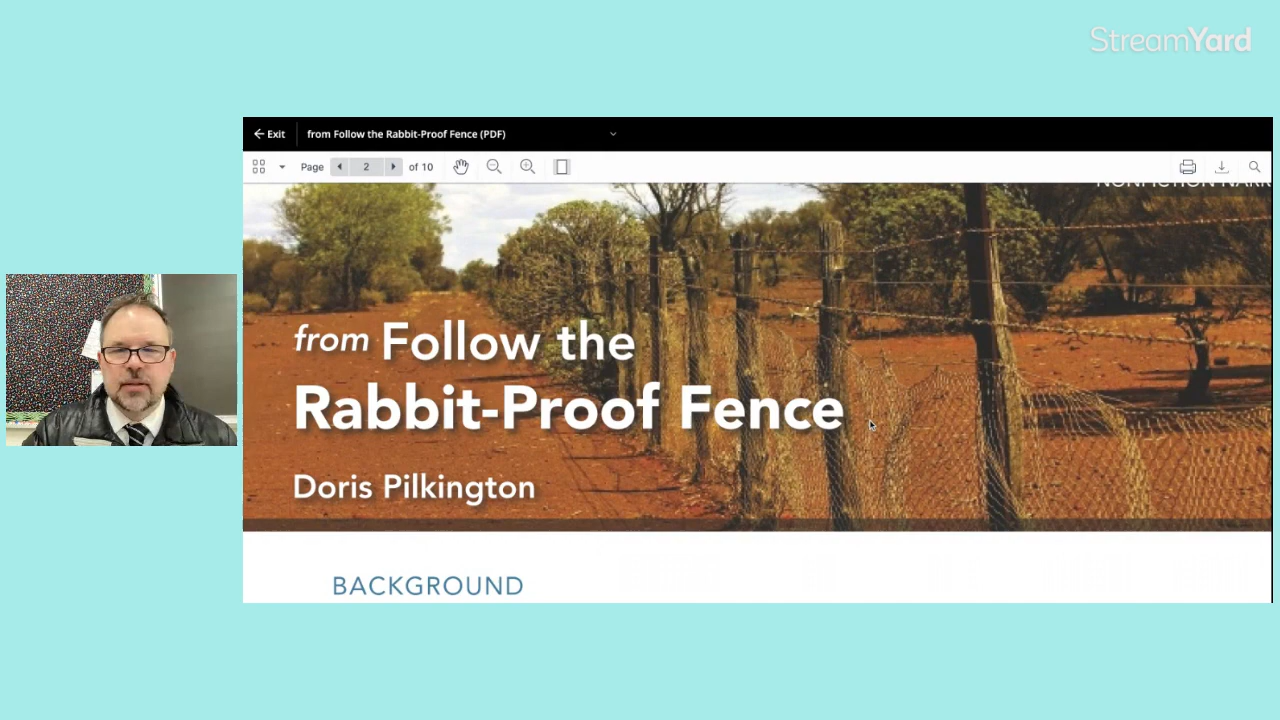 StreamYard
Exit
from Follow the Rabbit-Proof Fence (PDF)
Page 2 of 10
from Follow the
Rabbit-Proof Fence
Doris Pilkington
BACKGROUND